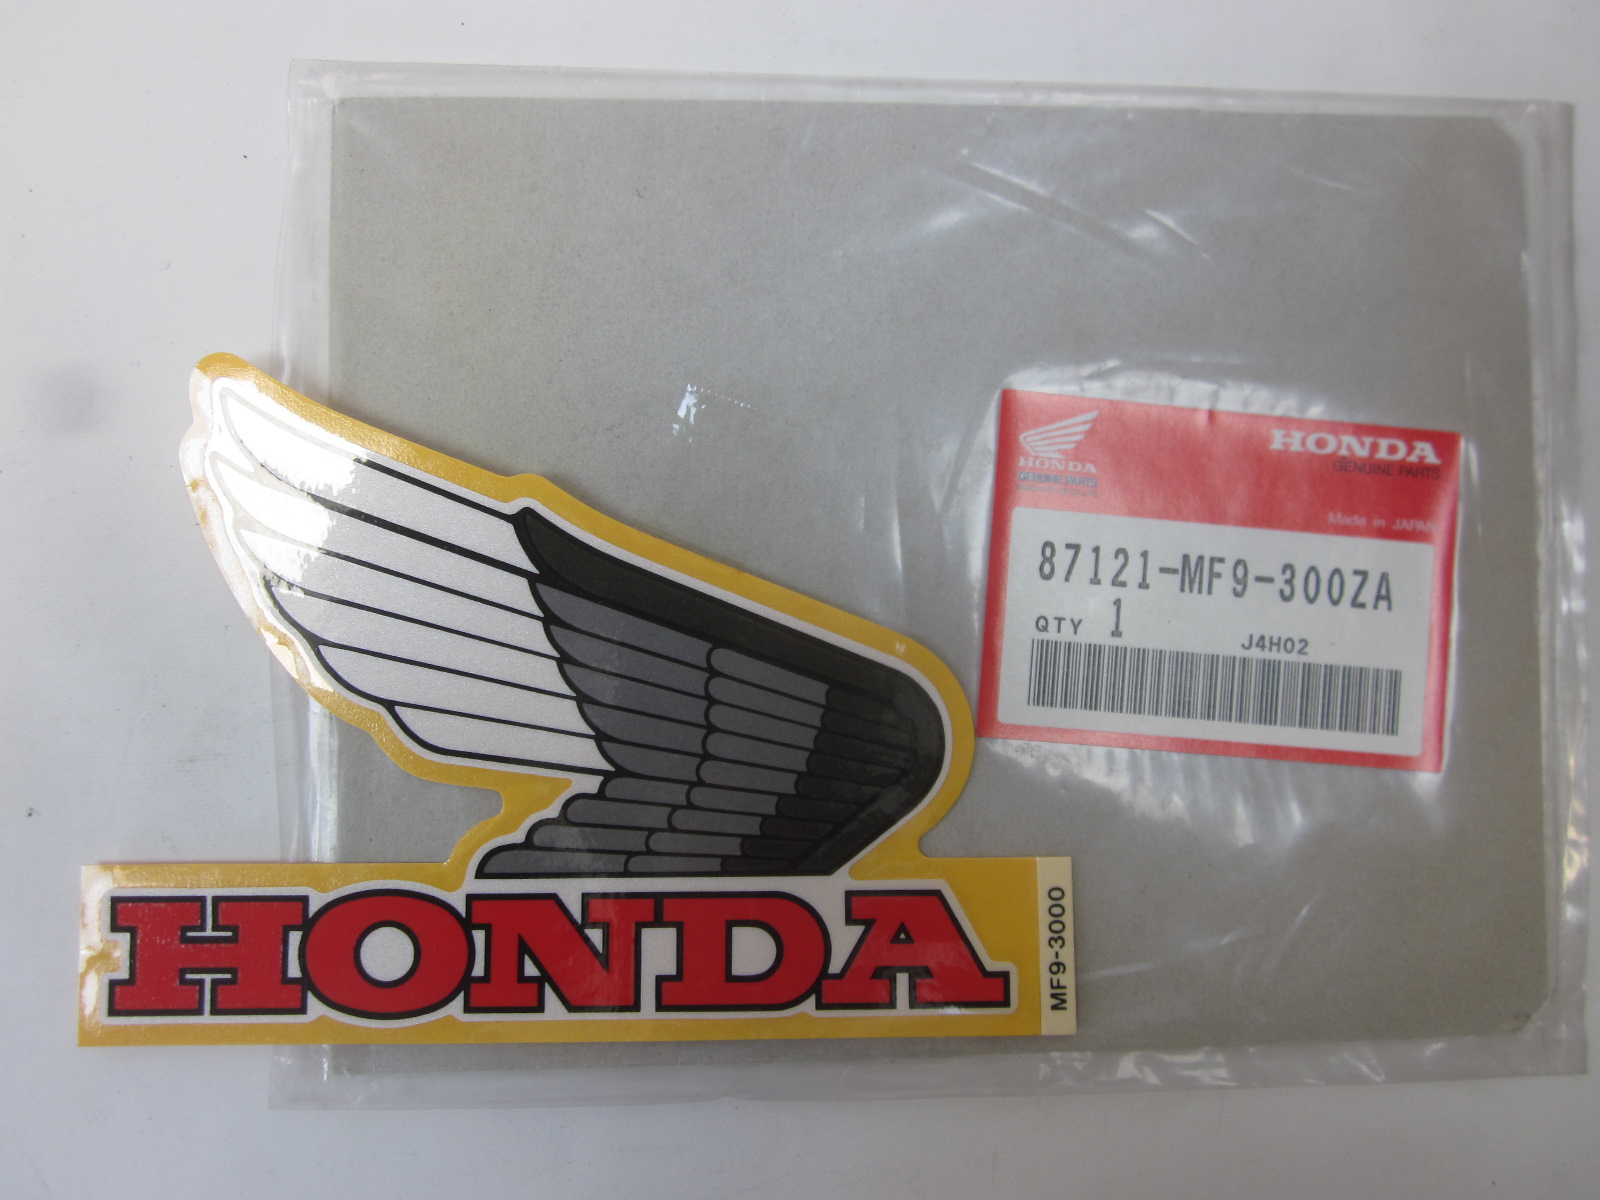 HONDA
GENUINE PARTS
HONDA
GENUINE PARTS
Made in JAPAN
87121-MF9-300ZA
QTY 1
J4H02
HONDA
MF9-3000